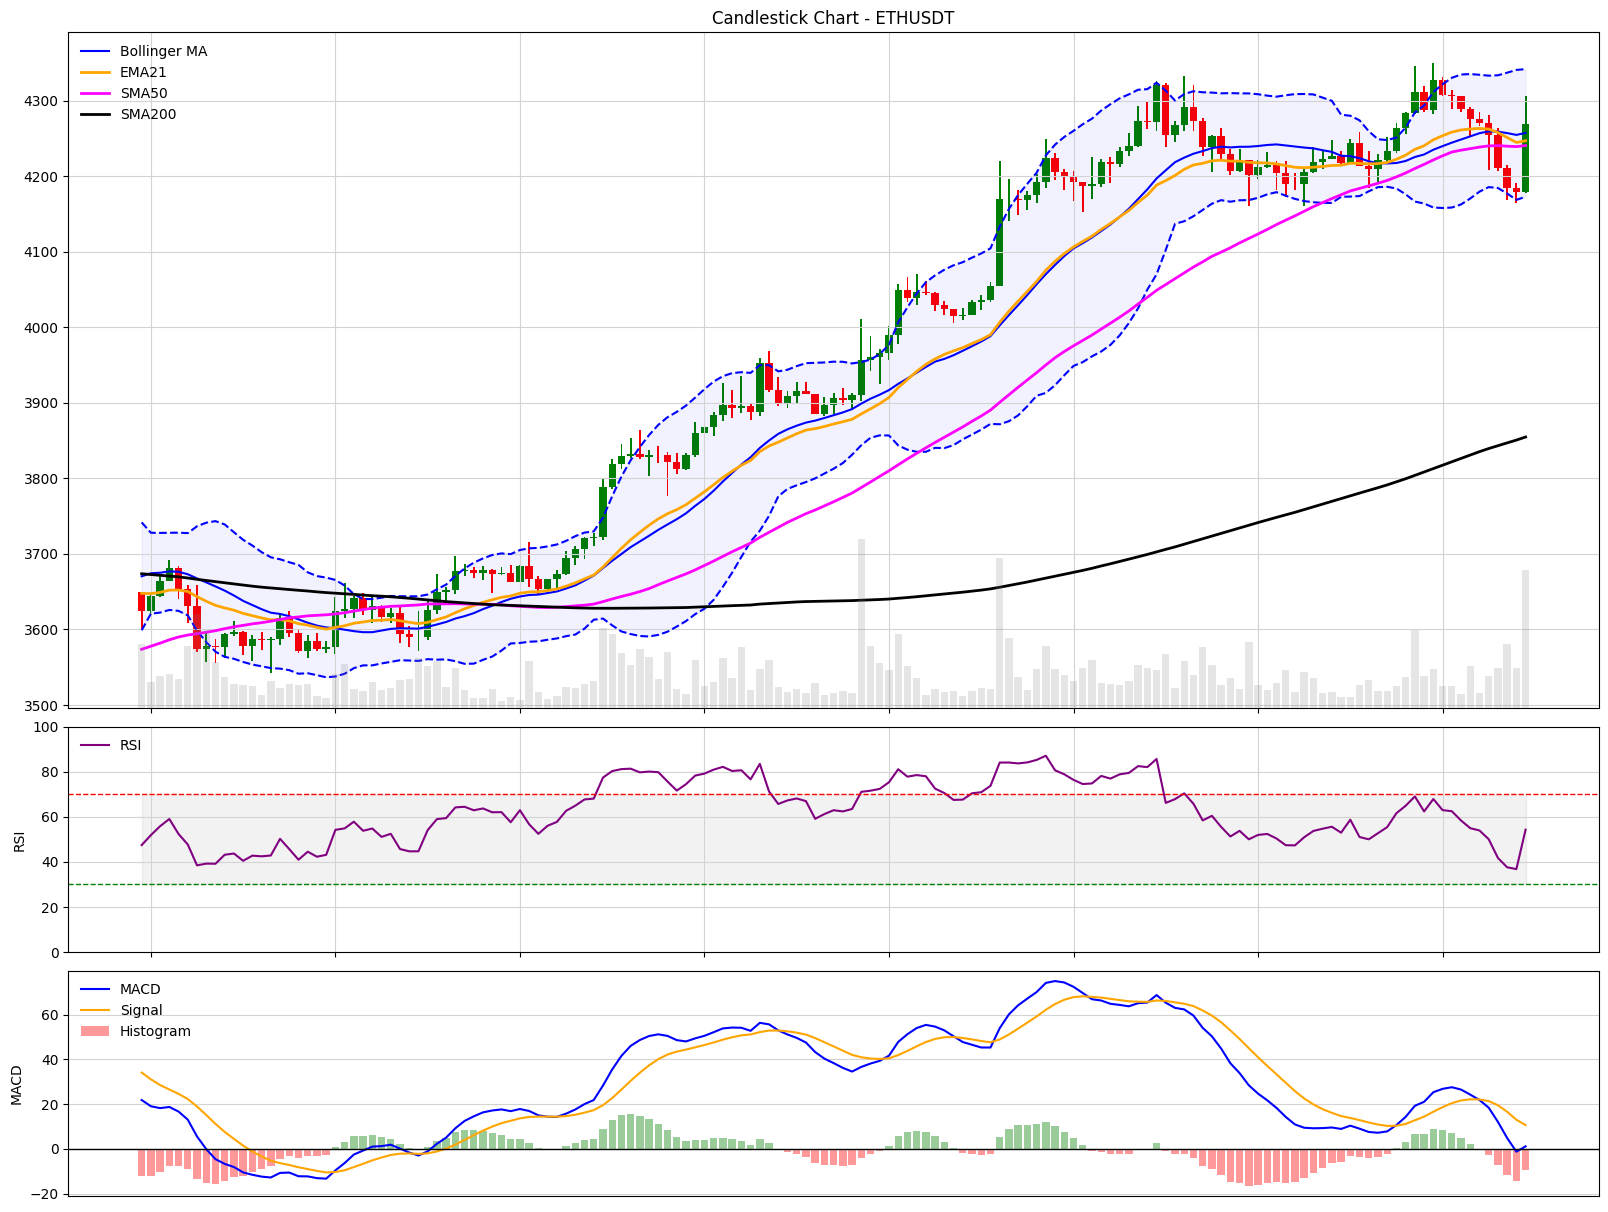 Candlestick Chart - ETHUSDT
Bollinger MA
EMA21
SMA50
SMA200
4300
4200
4100
4000
3900
3800
3700
3600
3500
RSI
100
80
60
40
20
0
RSI
MACD
Signal
Histogram
60
40
20
0
−20
MACD